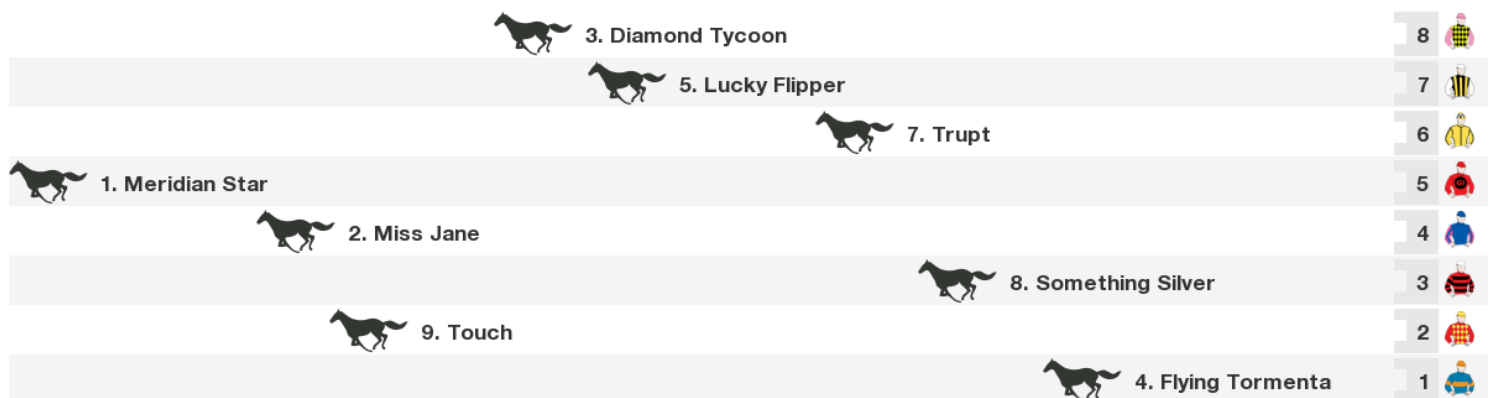 3. Diamond Tycoon 8
5. Lucky Flipper 7
7. Trupt 6
1. Meridian Star 5
2. Miss Jane 4
8. Something Silver 3
9. Touch 2
4. Flying Tormenta 1